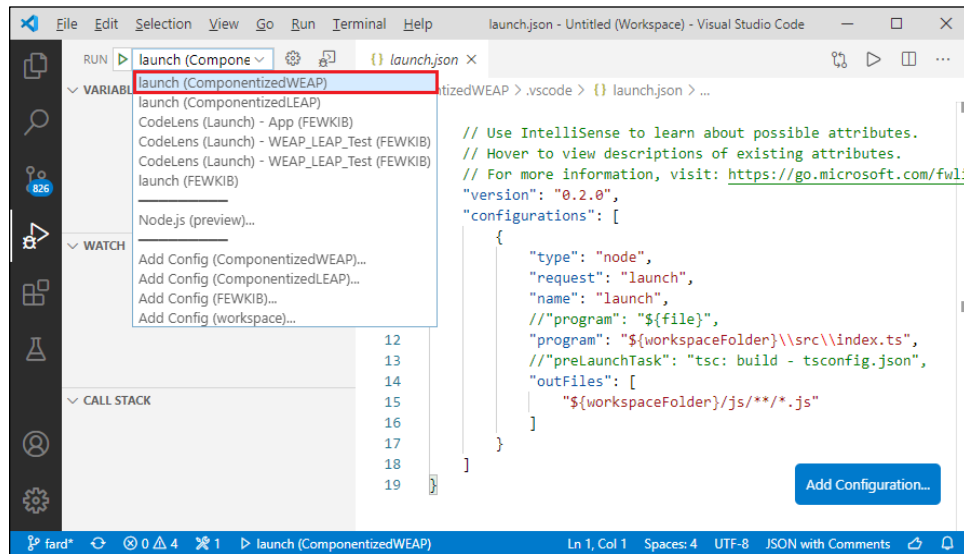 File Edit Selection View Go Run Terminal Help launch.json - Untitled (Workspace) - Visual Studio Code
RUN launch (Compone
{} launch.json ×
VARIABL
launch (ComponentizedWEAP)
launch (ComponentizedLEAP)
CodeLens (Launch) - App (FEWKIB)
CodeLens (Launch) - WEAP_LEAP_Test (FEWKIB)
CodeLens (Launch) - WEAP_LEAP_Test (FEWKIB)
launch (FEWKIB)
Node.js (preview)...
Add Config (ComponentizedWEAP)...
Add Config (ComponentizedLEAP)...
Add Config (FEWKIB)...
Add Config (workspace)...
826
WATCH
CALL STACK
ntizedWEAP > .vscode > {} launch.json > ...
// Use IntelliSense to learn about possible attributes.
// Hover to view descriptions of existing attributes.
// For more information, visit: https://go.microsoft.com/fwli
"version": "0.2.0",
"configurations": [
{
"type": "node",
"request": "launch",
"name": "launch",
//"program": "${file}",
12 "program": "${workspaceFolder}\\src\\index.ts",
13 //"preLaunchTask": "tsc: build - tsconfig.json",
14 "outFiles": [
15 "${workspaceFolder}/js/**/*.js"
16 ]
17 }
18 ]
19 }
Add Configuration...
fard* 0 4 1 launch (ComponentizedWEAP) Ln 1, Col 1 Spaces: 4 UTF-8 JSON with Comments